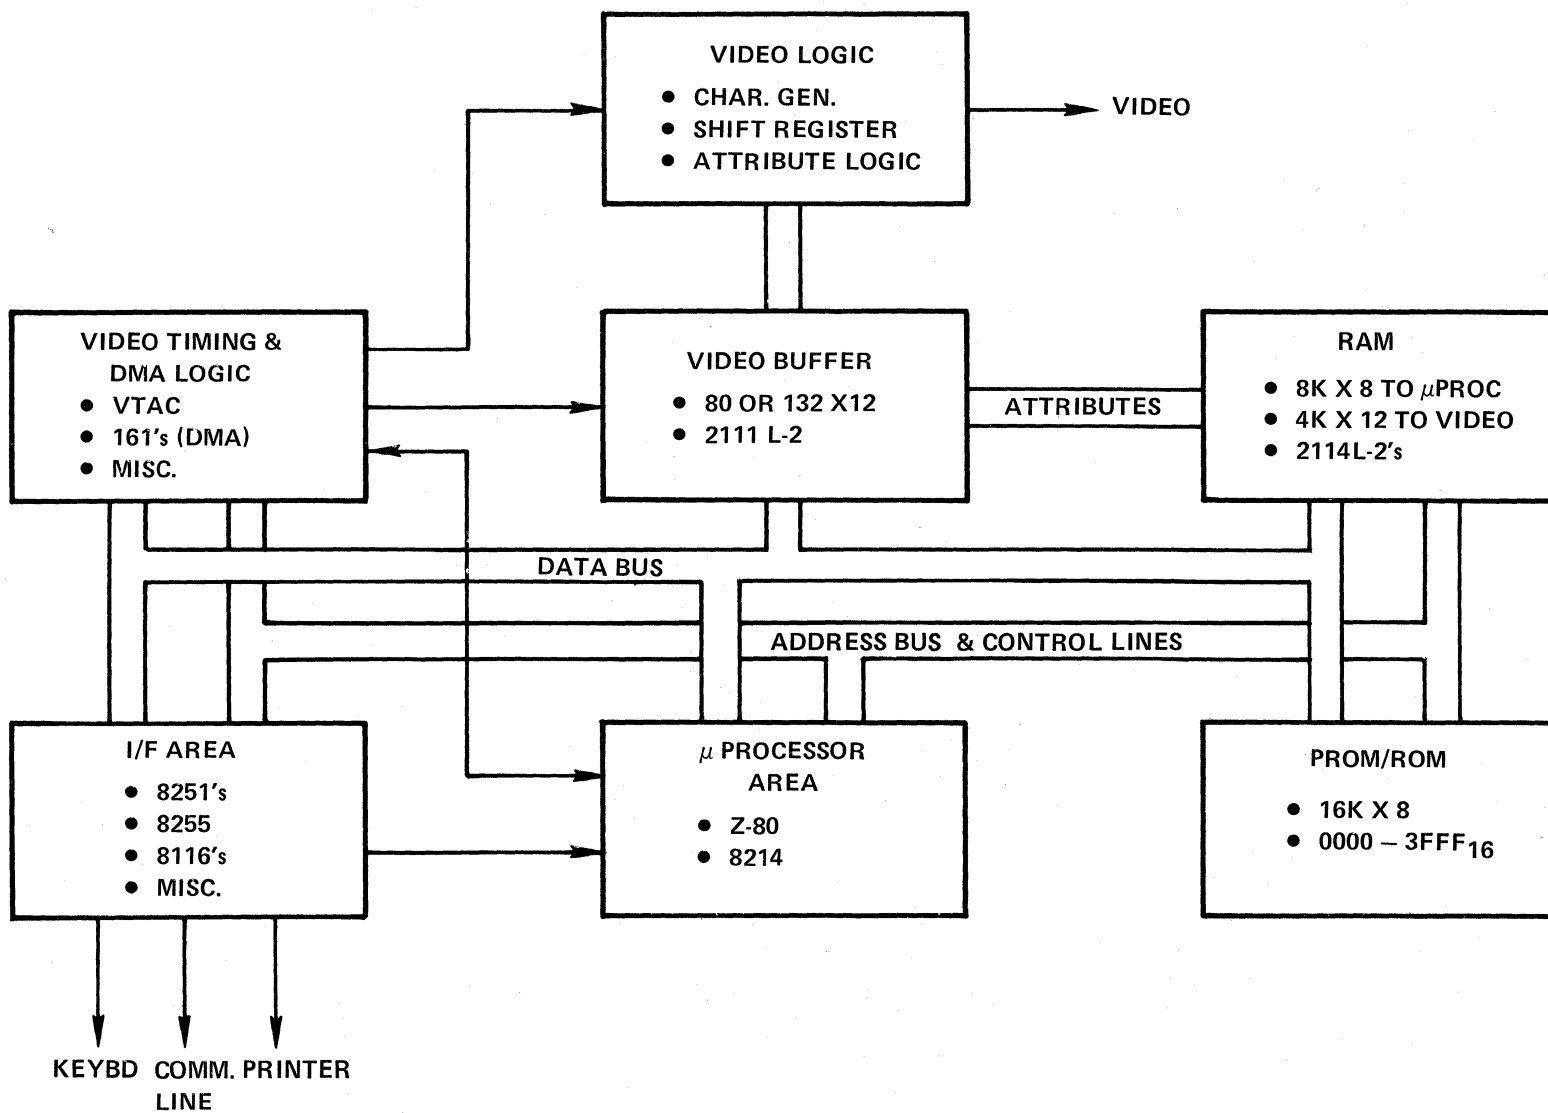 VIDEO LOGIC
● CHAR. GEN.
● SHIFT REGISTER
● ATTRIBUTE LOGIC
VIDEO
VIDEO TIMING &
DMA LOGIC
● VTAC
● 161's (DMA)
● MISC.
VIDEO BUFFER
● 80 OR 132 X12
● 2111 L-2
ATTRIBUTES
RAM
● 8K X 8 TO μPROC
● 4K X 12 TO VIDEO
● 2114L-2's
DATA BUS
ADDRESS BUS & CONTROL LINES
I/F AREA
● 8251's
● 8255
● 8116's
● MISC.
μ PROCESSOR
AREA
● Z-80
● 8214
PROM/ROM
● 16K X 8
● 0000 – 3FFF16
KEYBD
COMM.
LINE
PRINTER